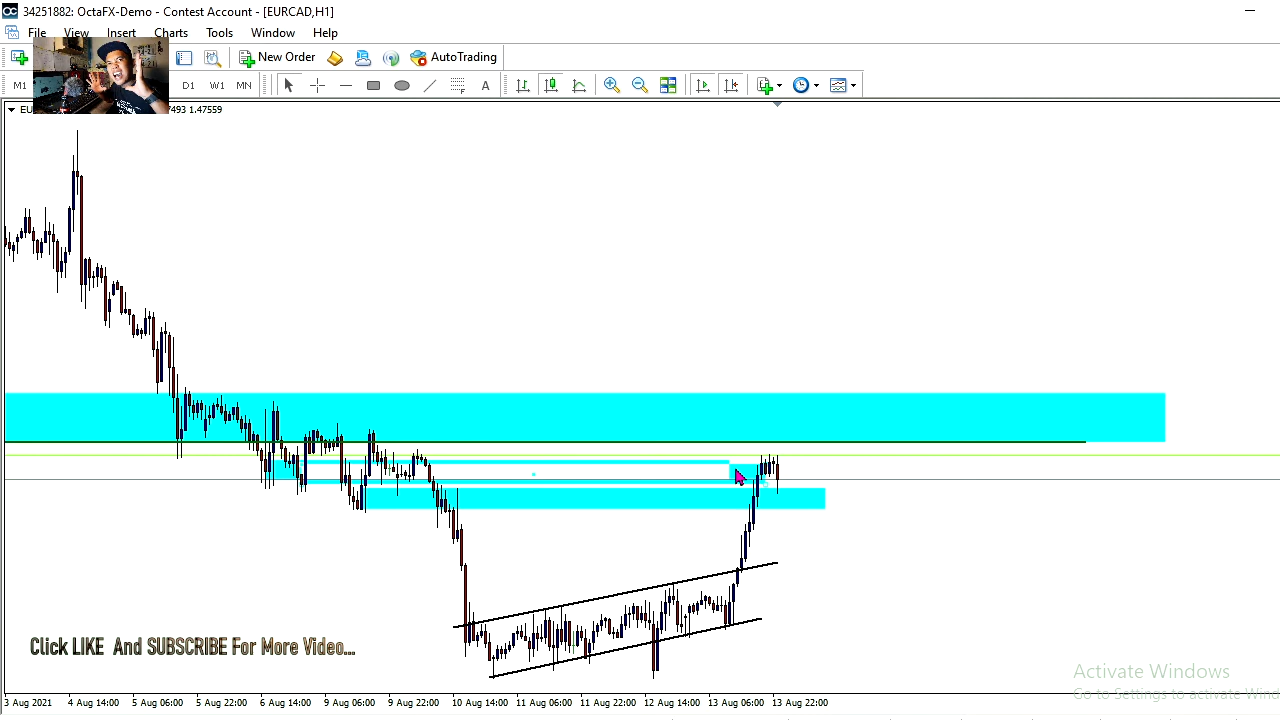 34251882: OctaFX-Demo - Contest Account - [EURCAD,H1]
File View Insert Charts Tools Window Help
New Order AutoTrading
M1 D1 W1 MN A
7493 1.47559
Click LIKE And SUBSCRIBE For More Video...
Activate Windows
Go to Settings to activate Wind
3 Aug 2021 4 Aug 14:00 5 Aug 06:00 5 Aug 22:00 6 Aug 14:00 9 Aug 06:00 9 Aug 22:00 10 Aug 14:00 11 Aug 06:00 11 Aug 22:00 12 Aug 14:00 13 Aug 06:00 13 Aug 22:00